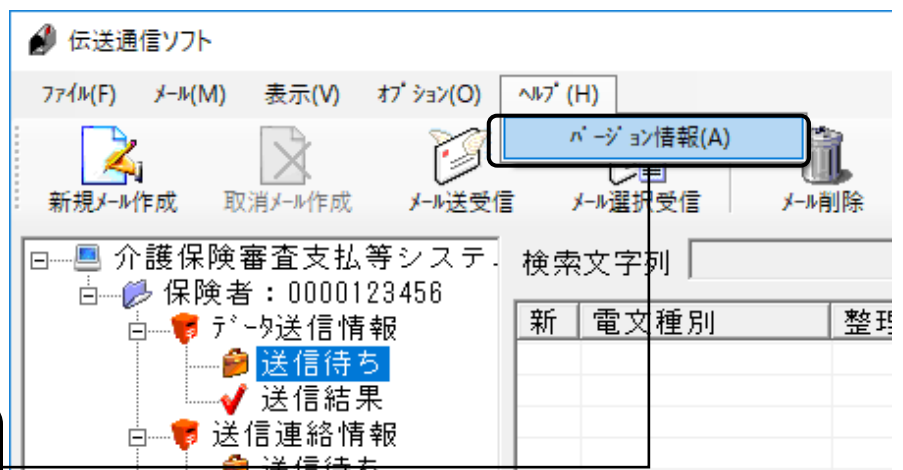 伝送通信ソフト
ﾌｧｲﾙ(F) ﾒｰﾙ(M) 表示(V) ｵﾌﾟｼｮﾝ(O) ﾍﾙﾌﾟ(H)
ﾊﾞｰｼﾞｮﾝ情報(A)
新規ﾒｰﾙ作成 取消ﾒｰﾙ作成 ﾒｰﾙ送受信 ﾒｰﾙ選択受信 ﾒｰﾙ削除
介護保険審査支払等システ
検索文字列
保険者：0000123456
新 電文種別 整理
ﾃﾞｰﾀ送信情報
送信待ち
送信結果
送信連絡情報
送信待ち